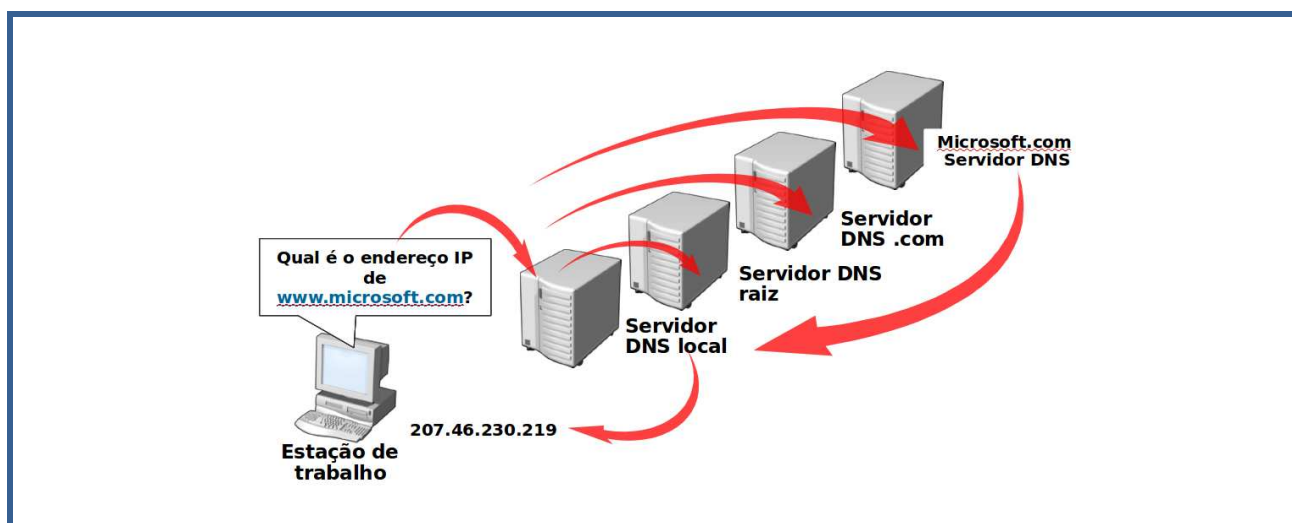 Microsoft.com
Servidor DNS
Servidor
DNS .com
Qual é o endereço IP
de
www.microsoft.com?
Servidor DNS
raiz
Servidor
DNS local
207.46.230.219
Estação de
trabalho